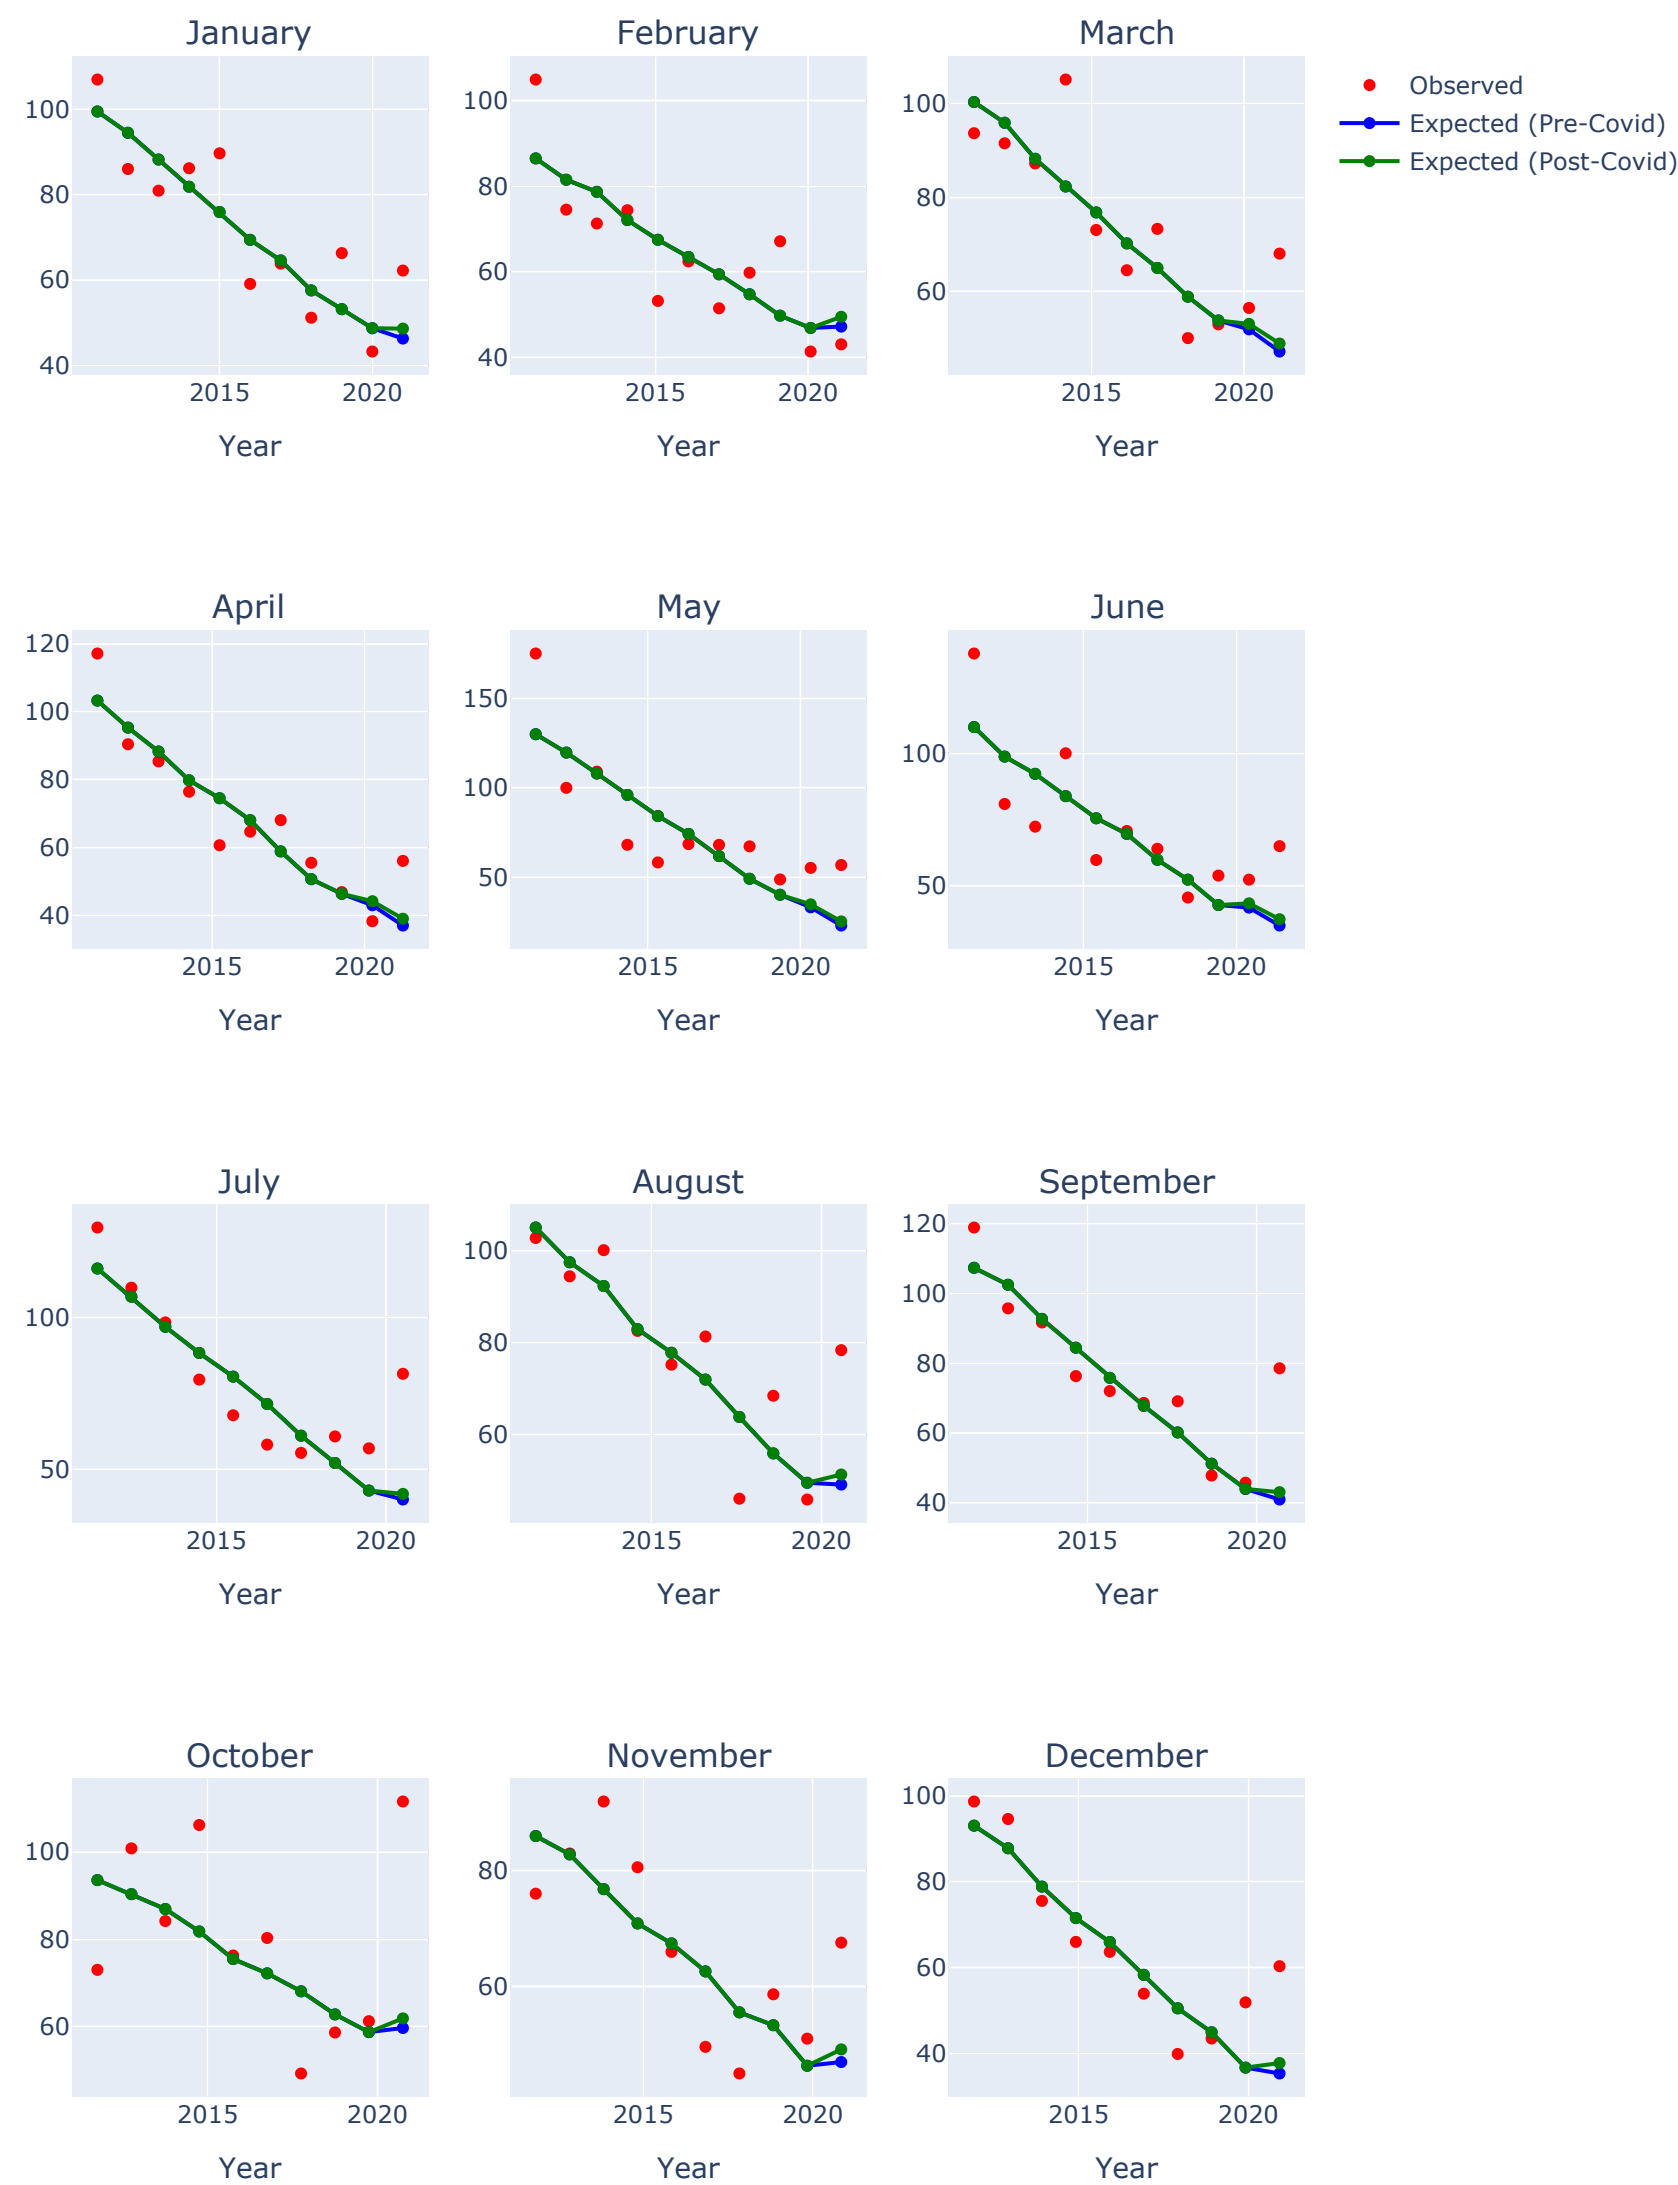 January
February
March
Observed
Expected (Pre-Covid)
Expected (Post-Covid)
100
80
60
40
2015
2020
Year
100
80
60
40
2015
2020
Year
100
80
60
2015
2020
Year
April
May
June
120
100
80
60
40
2015
2020
Year
150
100
50
2015
2020
Year
100
50
2015
2020
Year
July
August
September
100
50
2015
2020
Year
100
80
60
2015
2020
Year
120
100
80
60
40
2015
2020
Year
October
November
December
100
80
60
2015
2020
Year
80
60
2015
2020
Year
100
80
60
40
2015
2020
Year